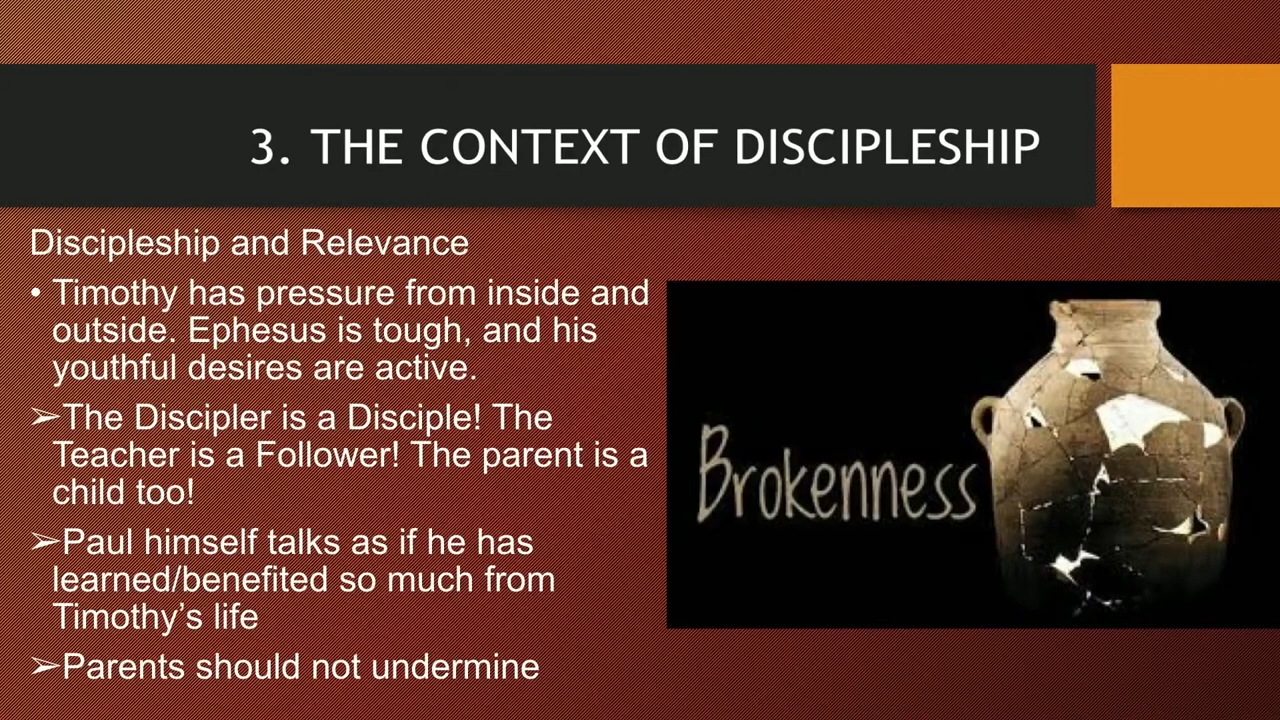 3. THE CONTEXT OF DISCIPLESHIP
Discipleship and Relevance
• Timothy has pressure from inside and
outside. Ephesus is tough, and his
youthful desires are active.
➢The Discipler is a Disciple! The
Teacher is a Follower! The parent is a
child too!
➢Paul himself talks as if he has
learned/benefited so much from
Timothy’s life
➢Parents should not undermine
Brokenness